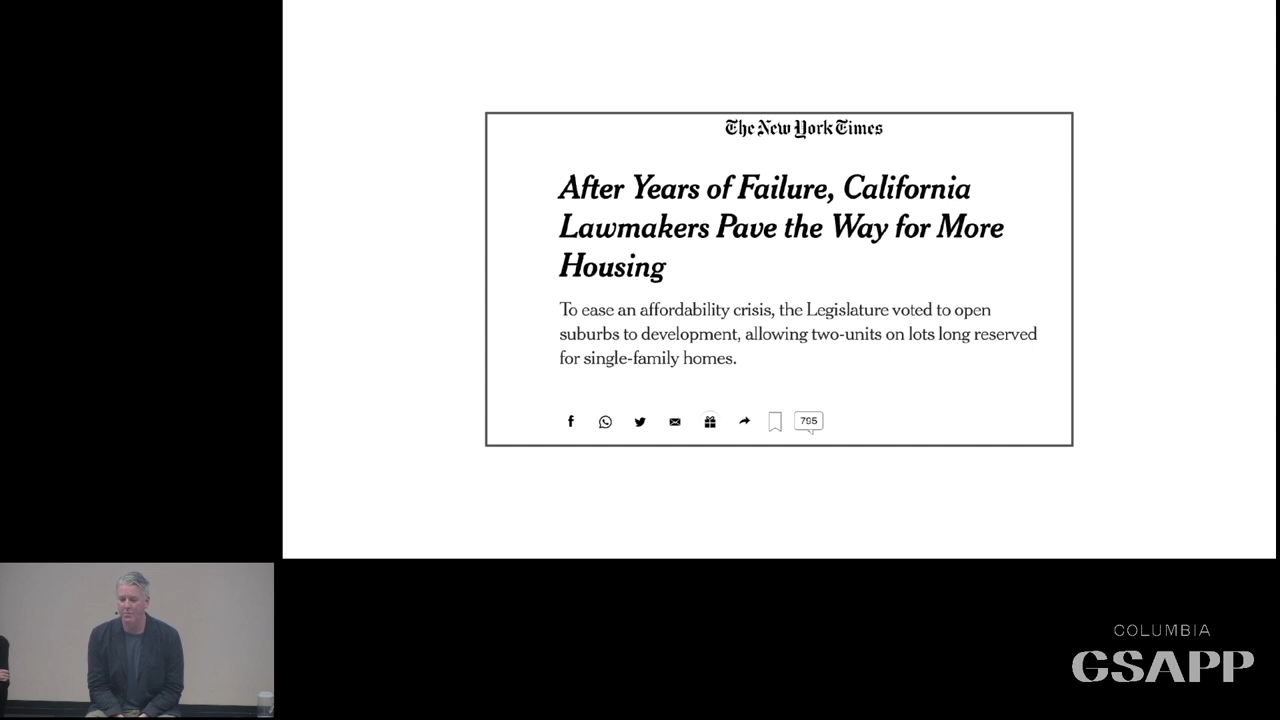 The New York Times
After Years of Failure, California
Lawmakers Pave the Way for More
Housing
To ease an affordability crisis, the Legislature voted to open
suburbs to development, allowing two-units on lots long reserved
for single-family homes.
795
COLUMBIA
GSAPP